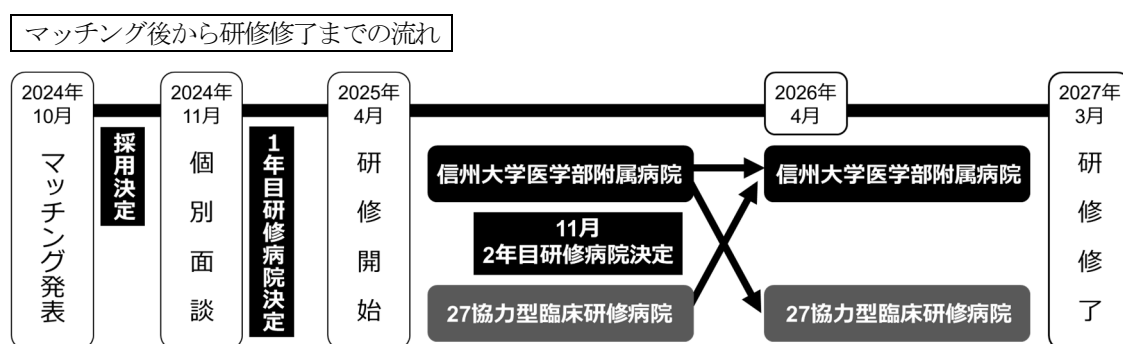 マッチング後から研修修了までの流れ
2024年
10月
マッチング発表
採用決定
2024年
11月
個別面談
1年目研修病院決定
2025年
4月
研修開始
信州大学医学部附属病院
11月
2年目研修病院決定
27協力型臨床研修病院
2026年
4月
信州大学医学部附属病院
27協力型臨床研修病院
2027年
3月
研修修了